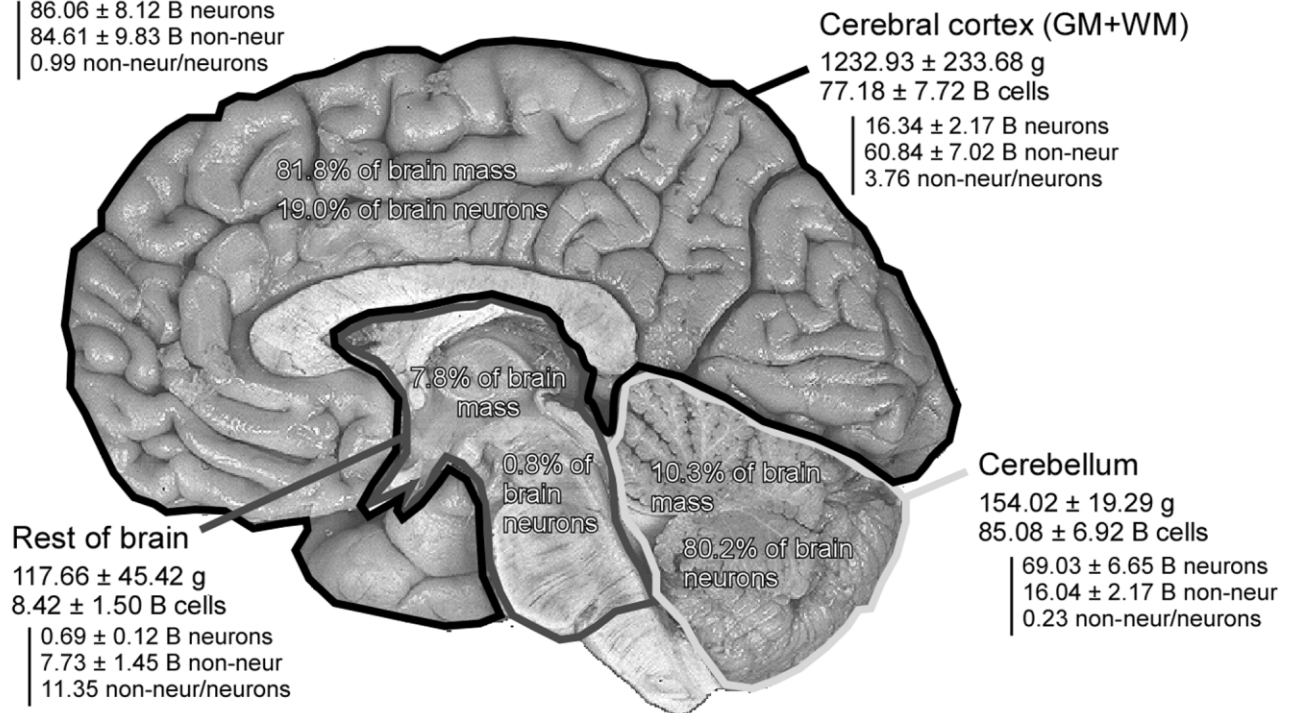 86.06 ± 8.12 B neurons
84.61 ± 9.83 B non-neur
0.99 non-neur/neurons
Cerebral cortex (GM+WM)
1232.93 ± 233.68 g
77.18 ± 7.72 B cells
16.34 ± 2.17 B neurons
60.84 ± 7.02 B non-neur
3.76 non-neur/neurons
81.8% of brain mass
19.0% of brain neurons
7.8% of brain
mass
0.8% of
brain
neurons
10.3% of brain
mass
80.2% of brain
neurons
Cerebellum
154.02 ± 19.29 g
85.08 ± 6.92 B cells
69.03 ± 6.65 B neurons
16.04 ± 2.17 B non-neur
0.23 non-neur/neurons
Rest of brain
117.66 ± 45.42 g
8.42 ± 1.50 B cells
0.69 ± 0.12 B neurons
7.73 ± 1.45 B non-neur
11.35 non-neur/neurons